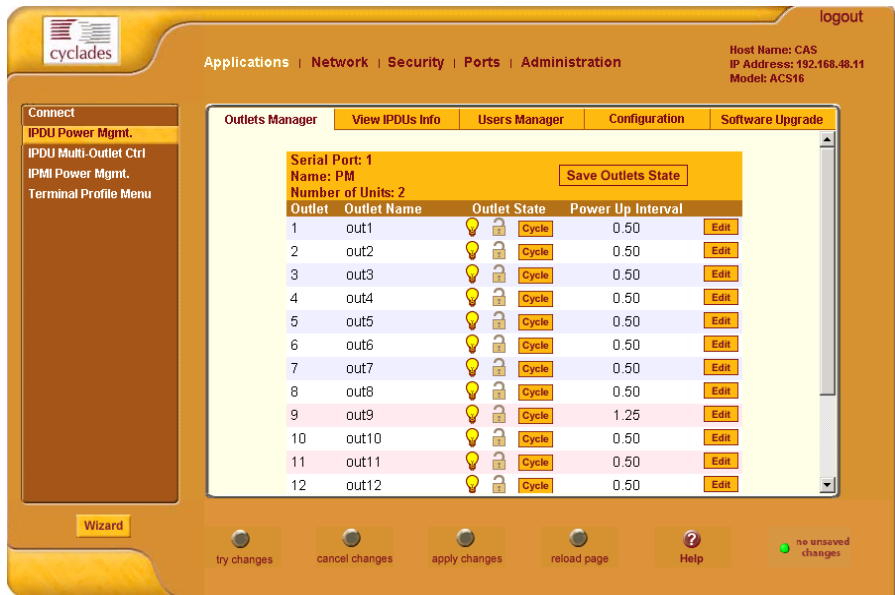 logout
cyclades
Applications | Network | Security | Ports | Administration
Host Name: CAS
IP Address: 192.168.48.11
Model: ACS16
Connect
IPDU Power Mgmt.
IPDU Multi-Outlet Ctrl
IPMI Power Mgmt.
Terminal Profile Menu
Outlets Manager View IPDUs Info Users Manager Configuration Software Upgrade
Serial Port: 1
Name: PM
Number of Units: 2
Save Outlets State
Outlet Outlet Name Outlet State Power Up Interval
1 out1 Cycle 0.50 Edit
2 out2 Cycle 0.50 Edit
3 out3 Cycle 0.50 Edit
4 out4 Cycle 0.50 Edit
5 out5 Cycle 0.50 Edit
6 out6 Cycle 0.50 Edit
7 out7 Cycle 0.50 Edit
8 out8 Cycle 0.50 Edit
9 out9 Cycle 1.25 Edit
10 out10 Cycle 0.50 Edit
11 out11 Cycle 0.50 Edit
12 out12 Cycle 0.50 Edit
Wizard
try changes cancel changes apply changes reload page Help
no unsaved
changes